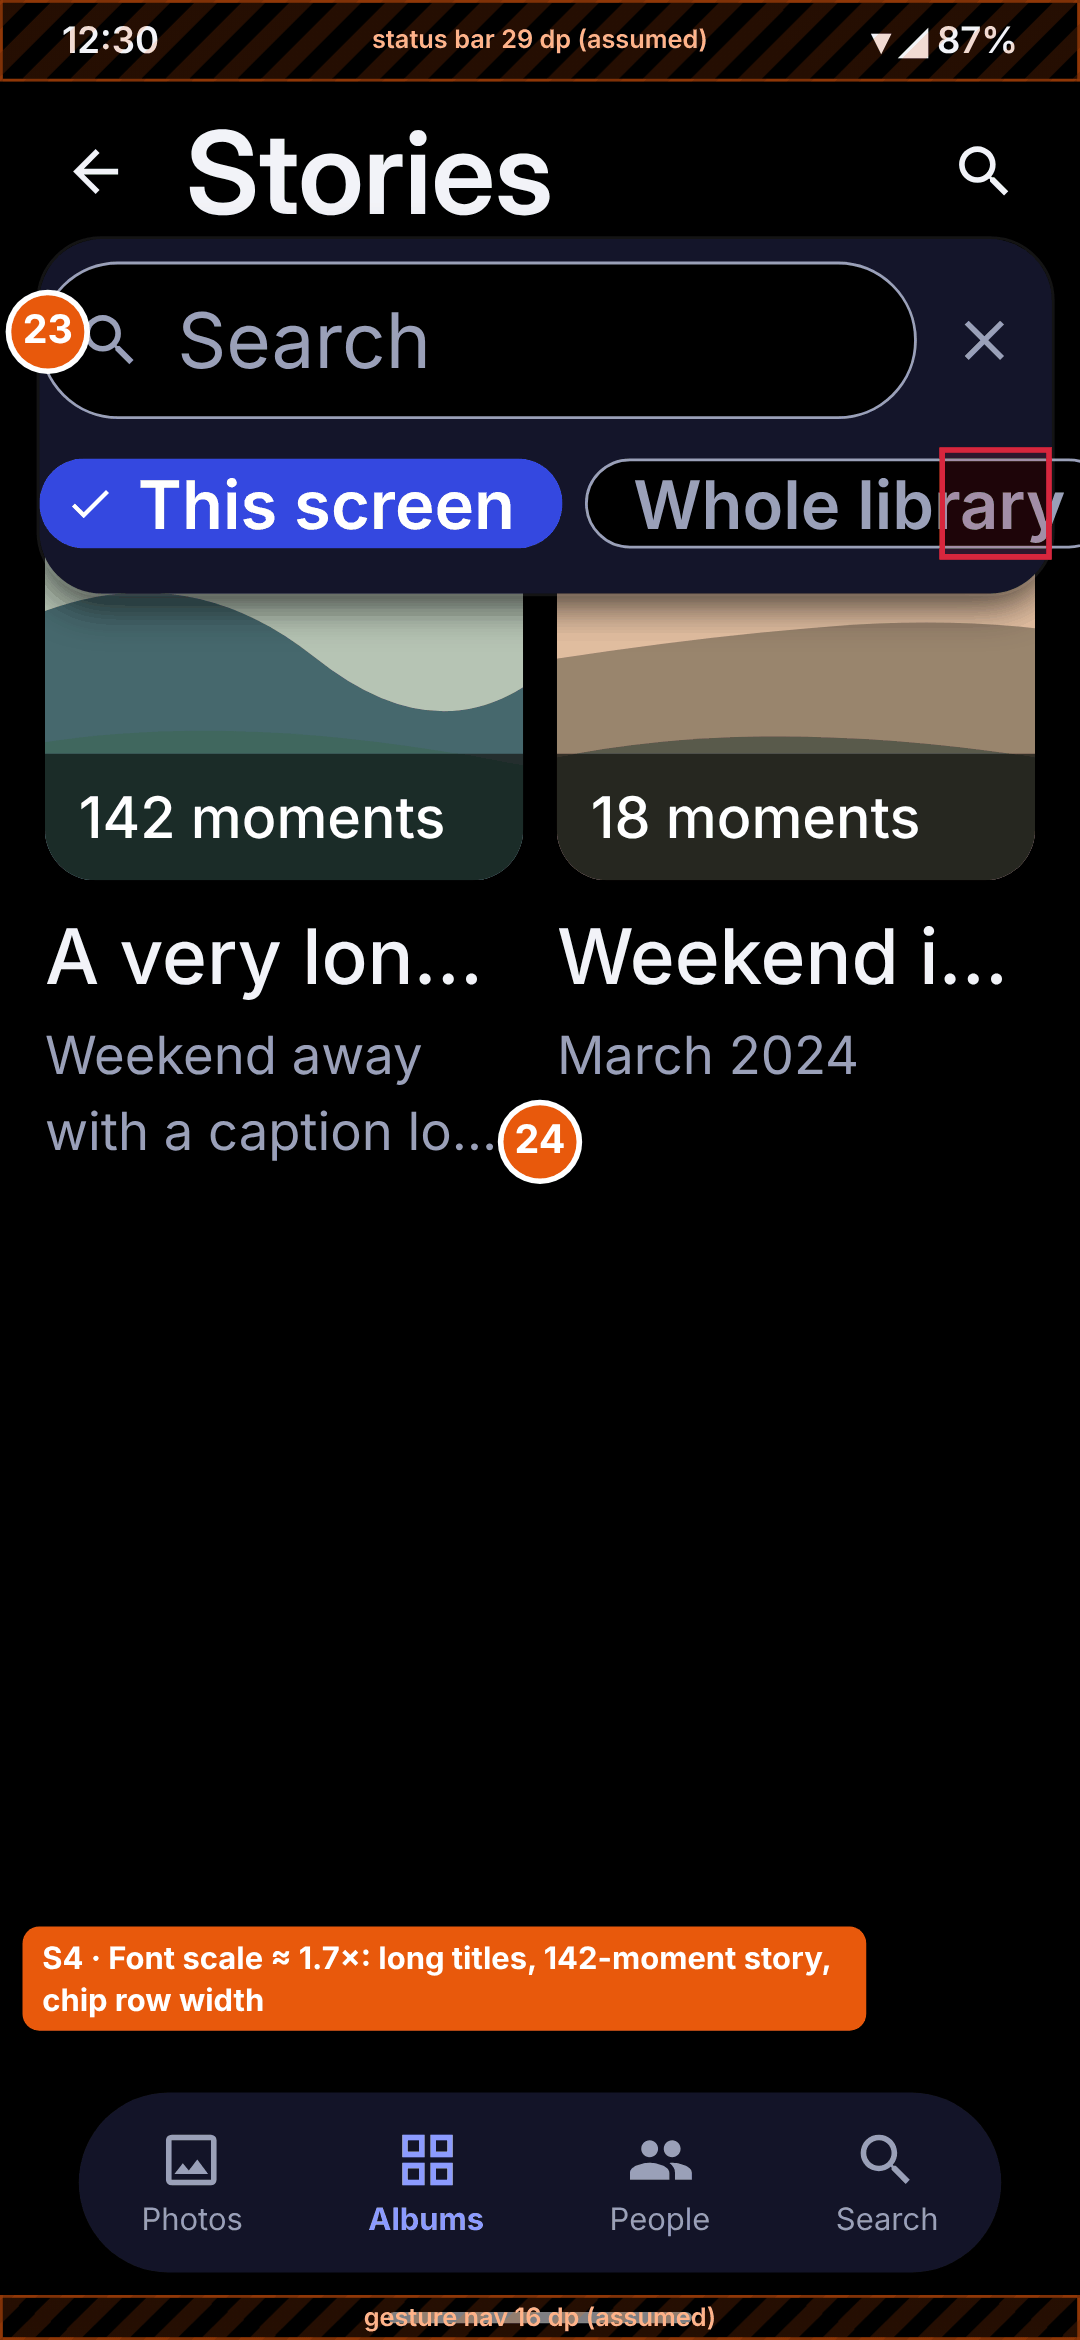 12:30
status bar 29 dp (assumed)
87%
Stories
23
Search
This screen
Whole library
142 moments
18 moments
A very lon...
Weekend i...
Weekend away
with a caption lo...
March 2024
24
S4 · Font scale ≈ 1.7×: long titles, 142-moment story,
chip row width
Photos
Albums
People
Search
gesture nav 16 dp (assumed)